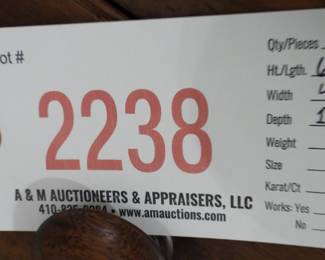 ot #
2238
A & M AUCTIONEERS & APPRAISERS, LLC
www.amauctions.com
Qty/Pieces
Ht./Lgth.
Width
Depth 1
Weight
Size
Karat/Ct
Works: Yes
No